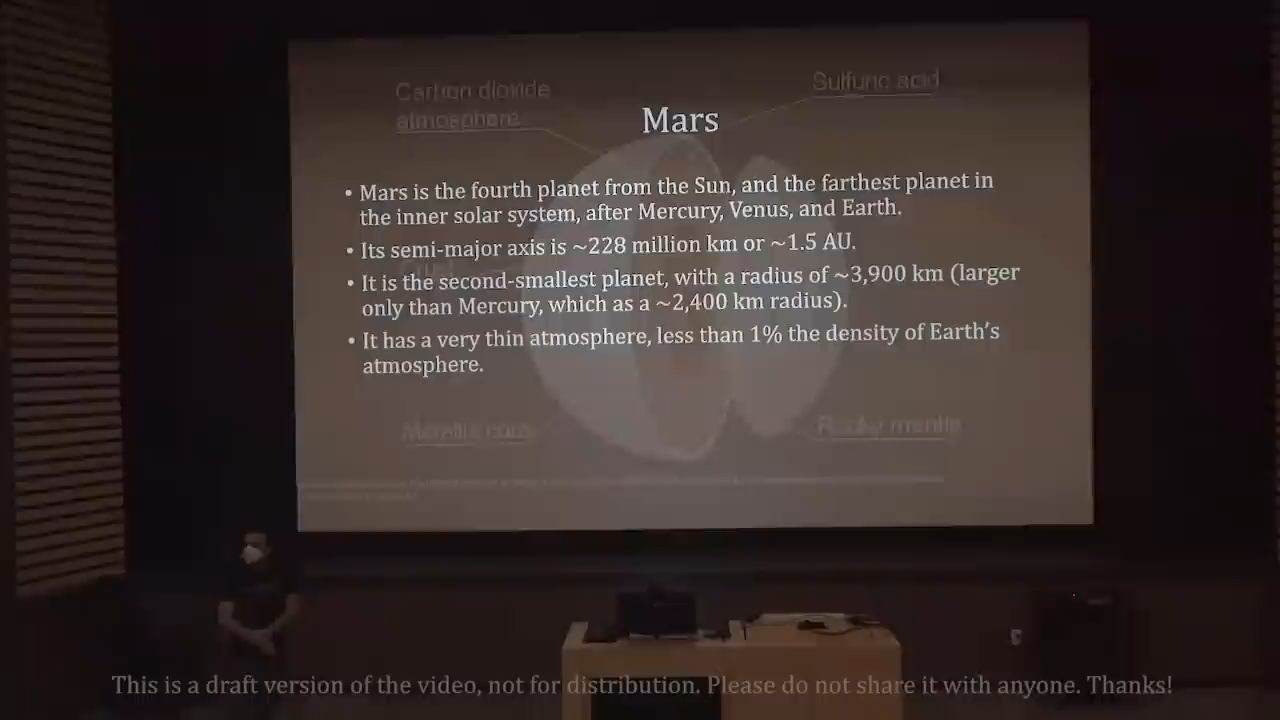 Carbon dioxide
atmosphere
Sulfuric acid
Mars
• Mars is the fourth planet from the Sun, and the farthest planet in
the inner solar system, after Mercury, Venus, and Earth.
• Its semi-major axis is ~228 million km or ~1.5 AU.
• It is the second-smallest planet, with a radius of ~3,900 km (larger
only than Mercury, which as a ~2,400 km radius).
• It has a very thin atmosphere, less than 1% the density of Earth's
atmosphere.
Metallic core
Rocky mantle
This is a draft version of the video, not for distribution. Please do not share it with anyone. Thanks!